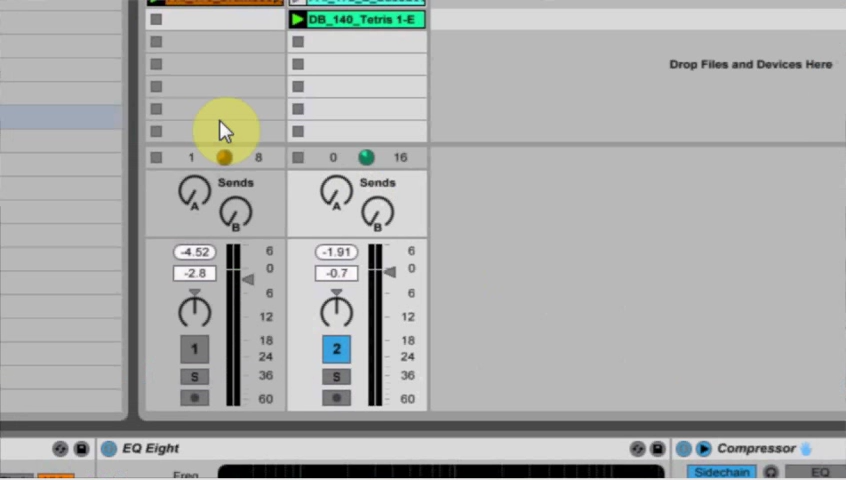 DB_140_Tetris 1-E
Drop Files and Devices Here
1 8 0 16
Sends Sends
A A
B B
-4.52 6 -1.91 6
-2.8 0 -0.7 0
6 6
12 12
1 18 2 18
24 24
S 36 S 36
60 60
EQ Eight Compressor
Freq Sidechain EQ